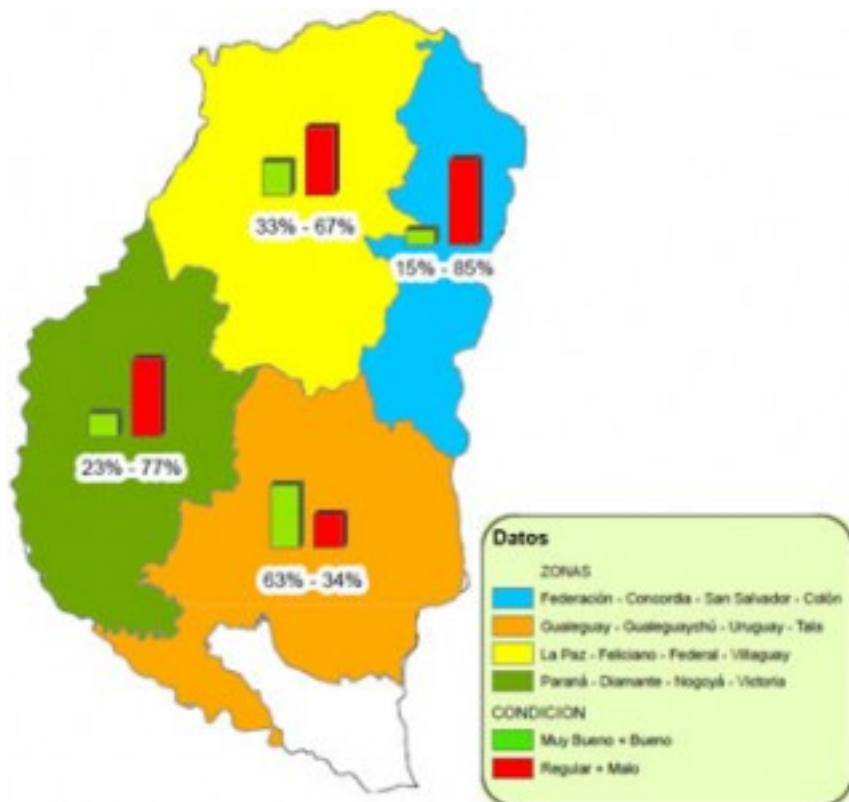 33% - 67%
15% - 85%
23% - 77%
63% - 34%
Datos
ZONAS
Federación - Concordia - San Salvador - Colón
Gualeguay - Gualeguaychú - Uruguay - Tala
La Paz - Feliciano - Federal - Villaguay
Paraná - Diamante - Nogoyá - Victoria
CONDICION
Muy Bueno + Bueno
Regular + Malo